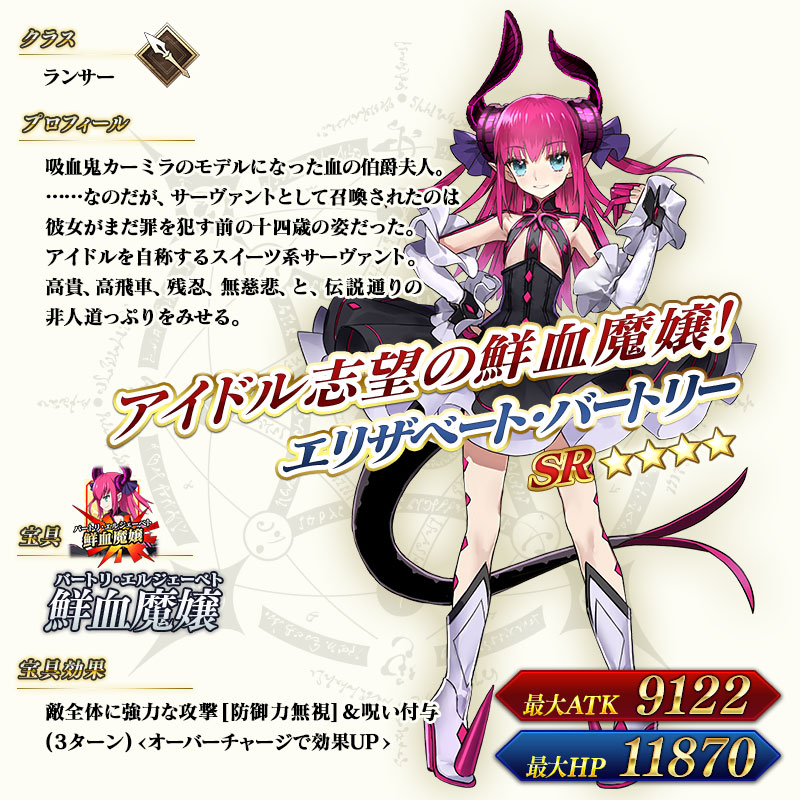 クラス
ランサー
プロフィール
吸血鬼カーミラのモデルになった血の伯爵夫人。
……なのだが、サーヴァントとして召喚されたのは
彼女がまだ罪を犯す前の十四歳の姿だった。
アイドルを自称するスイーツ系サーヴァント。
高貴、高飛車、残忍、無慈悲、と、伝説通りの
非人道っぷりをみせる。
アイドル志望の鮮血魔嬢!
エリザベート・バートリー
SR
宝具
バートリ・エルジェーベト
鮮血魔嬢
バートリ・エルジェーベト
鮮血魔嬢
宝具効果
敵全体に強力な攻撃[防御力無視]&呪い付与
(3ターン)<オーバーチャージで効果UP>
最大ATK 9122
最大HP 11870